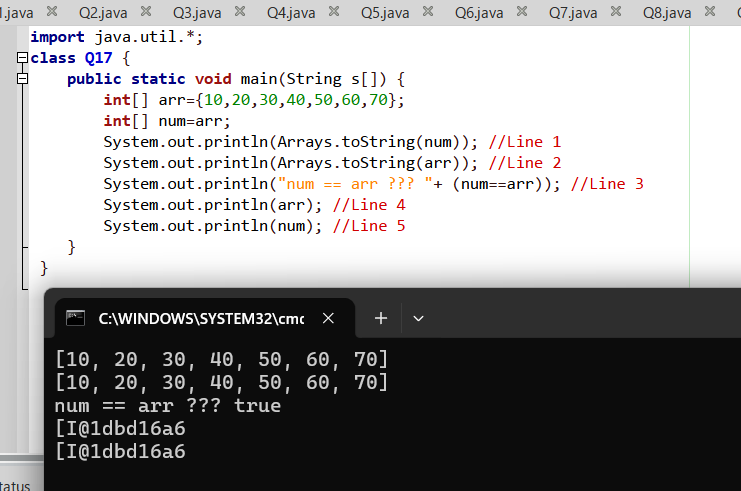 .java Q2.java Q3.java Q4.java Q5.java Q6.java Q7.java Q8.java
import java.util.*;
class Q17 {
public static void main(String s[]) {
int[] arr={10,20,30,40,50,60,70};
int[] num=arr;
System.out.println(Arrays.toString(num)); //Line 1
System.out.println(Arrays.toString(arr)); //Line 2
System.out.println("num == arr ??? "+ (num==arr)); //Line 3
System.out.println(arr); //Line 4
System.out.println(num); //Line 5
}
}
C:\WINDOWS\SYSTEM32\cmd
[10, 20, 30, 40, 50, 60, 70]
[10, 20, 30, 40, 50, 60, 70]
num == arr ??? true
[I@1dbd16a6
[I@1dbd16a6
tatus